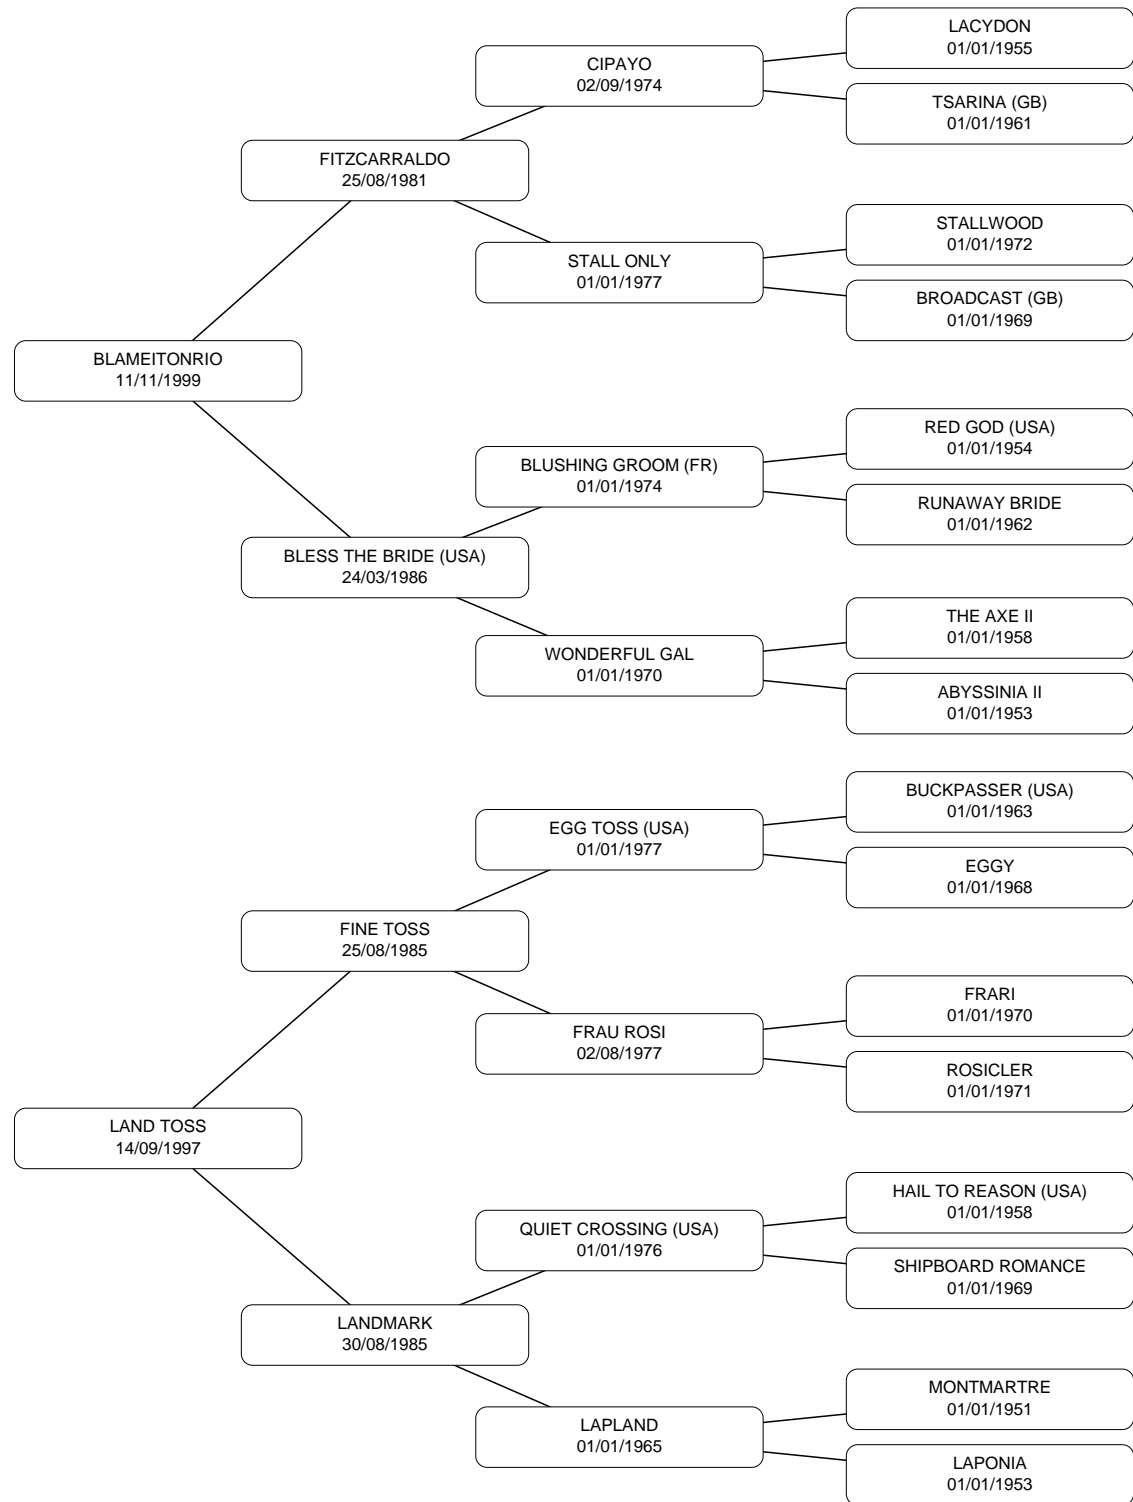 LACYDON
01/01/1955
CIPAYO
02/09/1974
TSARINA (GB)
01/01/1961
FITZCARRALDO
25/08/1981
STALLWOOD
01/01/1972
STALL ONLY
01/01/1977
BROADCAST (GB)
01/01/1969
BLAMEITONRIO
11/11/1999
RED GOD (USA)
01/01/1954
BLUSHING GROOM (FR)
01/01/1974
RUNAWAY BRIDE
01/01/1962
BLESS THE BRIDE (USA)
24/03/1986
THE AXE II
01/01/1958
WONDERFUL GAL
01/01/1970
ABYSSINIA II
01/01/1953
BUCKPASSER (USA)
01/01/1963
EGG TOSS (USA)
01/01/1977
EGGY
01/01/1968
FINE TOSS
25/08/1985
FRARI
01/01/1970
FRAU ROSI
02/08/1977
ROSICLER
01/01/1971
LAND TOSS
14/09/1997
HAIL TO REASON (USA)
01/01/1958
QUIET CROSSING (USA)
01/01/1976
SHIPBOARD ROMANCE
01/01/1969
LANDMARK
30/08/1985
MONTMARTRE
01/01/1951
LAPLAND
01/01/1965
LAPONIA
01/01/1953